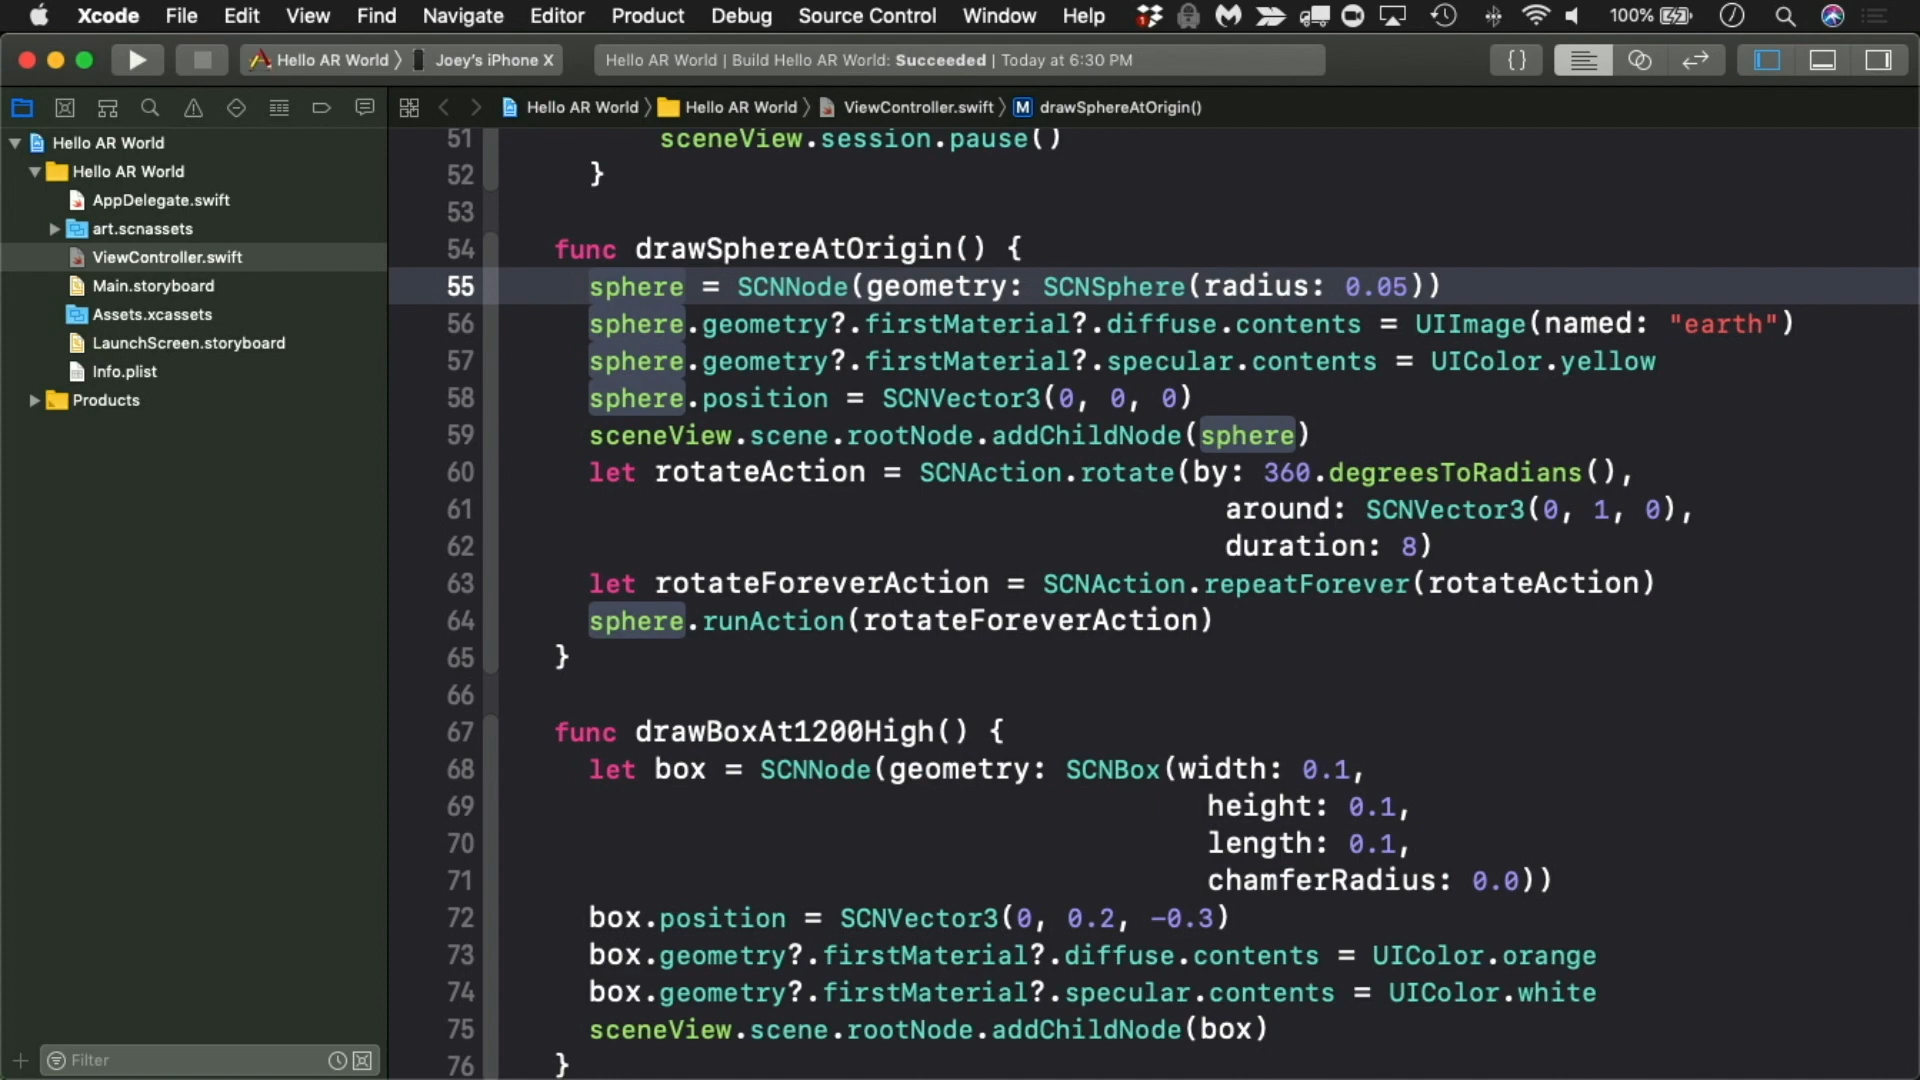 Xcode File Edit View Find Navigate Editor Product Debug Source Control Window Help 100%
Hello AR World Joey's iPhone X Hello AR World | Build Hello AR World: Succeeded | Today at 6:30 PM { }
Hello AR World Hello AR World ViewController.swift M drawSphereAtOrigin()
Hello AR World
Hello AR World
AppDelegate.swift
art.scnassets
ViewController.swift
Main.storyboard
Assets.xcassets
LaunchScreen.storyboard
Info.plist
Products
Filter
51 sceneView.session.pause()
52 }
53
54 func drawSphereAtOrigin() {
55 sphere = SCNNode(geometry: SCNSphere(radius: 0.05))
56 sphere.geometry?.firstMaterial?.diffuse.contents = UIImage(named: "earth")
57 sphere.geometry?.firstMaterial?.specular.contents = UIColor.yellow
58 sphere.position = SCNVector3(0, 0, 0)
59 sceneView.scene.rootNode.addChildNode(sphere)
60 let rotateAction = SCNAction.rotate(by: 360.degreesToRadians(),
61 around: SCNVector3(0, 1, 0),
62 duration: 8)
63 let rotateForeverAction = SCNAction.repeatForever(rotateAction)
64 sphere.runAction(rotateForeverAction)
65 }
66
67 func drawBoxAt1200High() {
68 let box = SCNNode(geometry: SCNBox(width: 0.1,
69 height: 0.1,
70 length: 0.1,
71 chamferRadius: 0.0))
72 box.position = SCNVector3(0, 0.2, -0.3)
73 box.geometry?.firstMaterial?.diffuse.contents = UIColor.orange
74 box.geometry?.firstMaterial?.specular.contents = UIColor.white
75 sceneView.scene.rootNode.addChildNode(box)
76 }